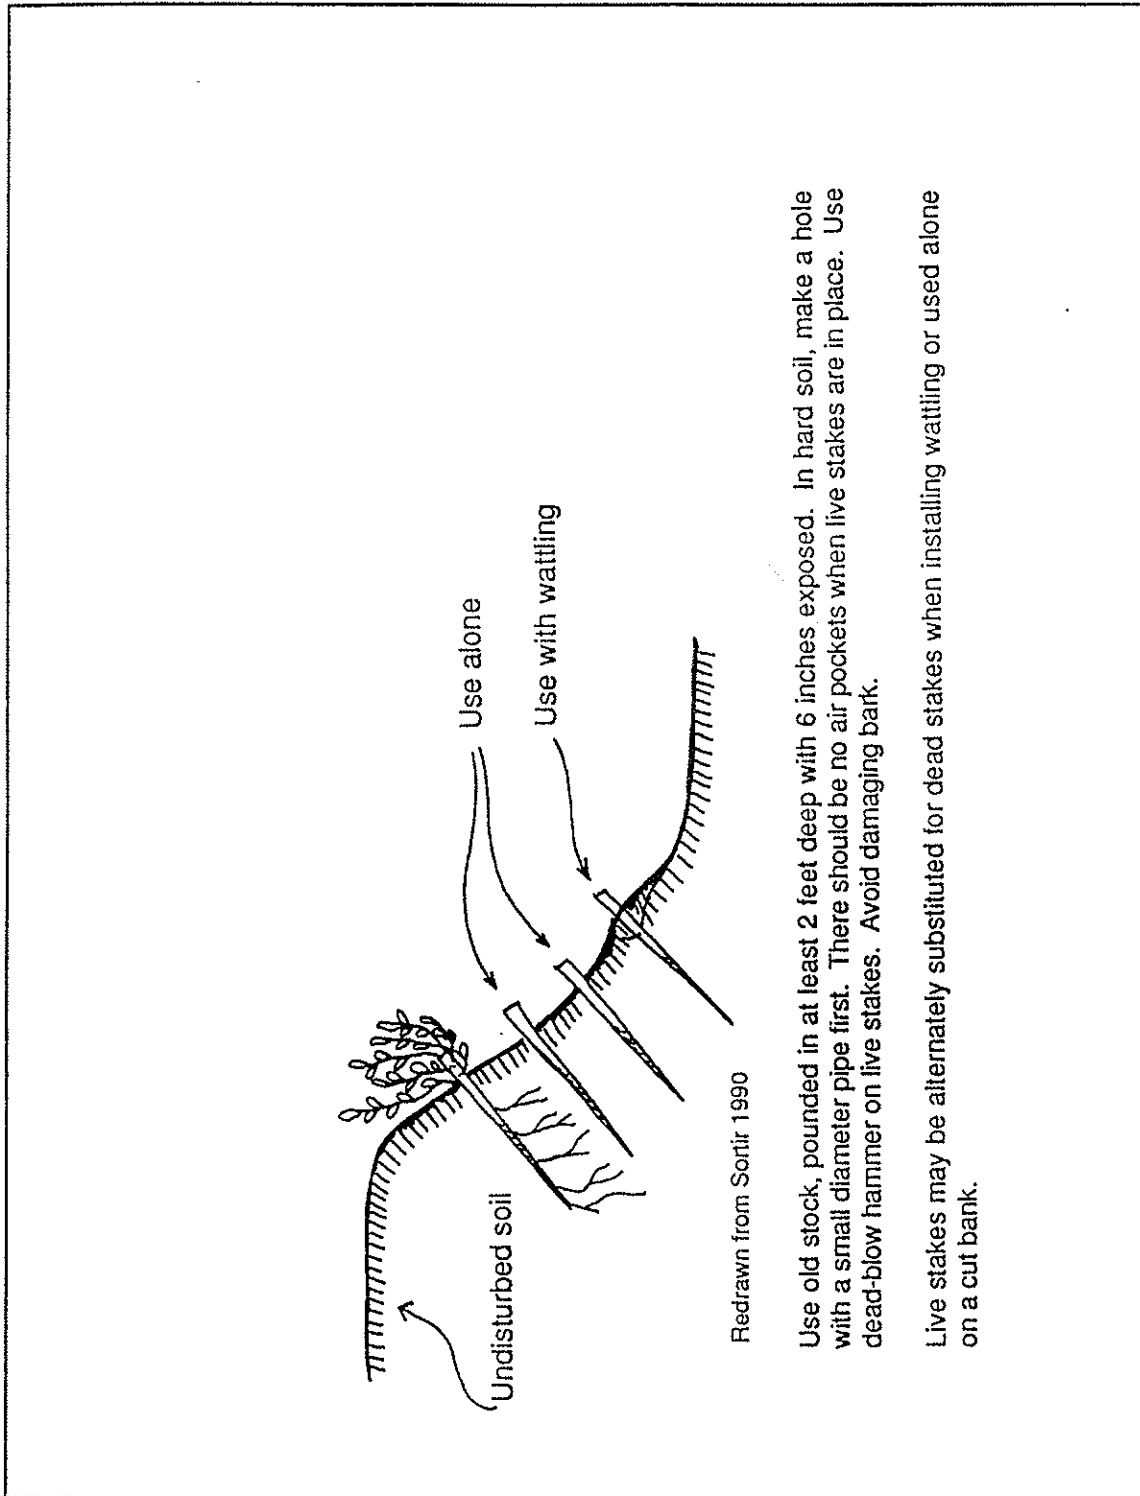 Undisturbed soil
Use alone
Use with wattling
Redrawn from Sortir 1990
Use old stock, pounded in at least 2 feet deep with 6 inches exposed. In hard soil, make a hole
with a small diameter pipe first. There should be no air pockets when live stakes are in place. Use
dead-blow hammer on live stakes. Avoid damaging bark.
Live stakes may be alternately substituted for dead stakes when installing wattling or used alone
on a cut bank.